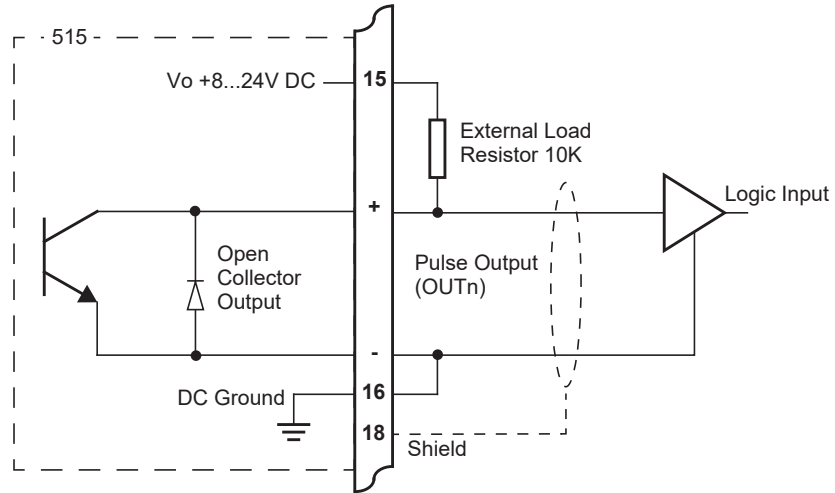 515
Vo +8...24V DC
15
External Load
Resistor 10K
+
Logic Input
Open
Collector
Output
Pulse Output
(OUTn)
-
DC Ground
16
18
Shield